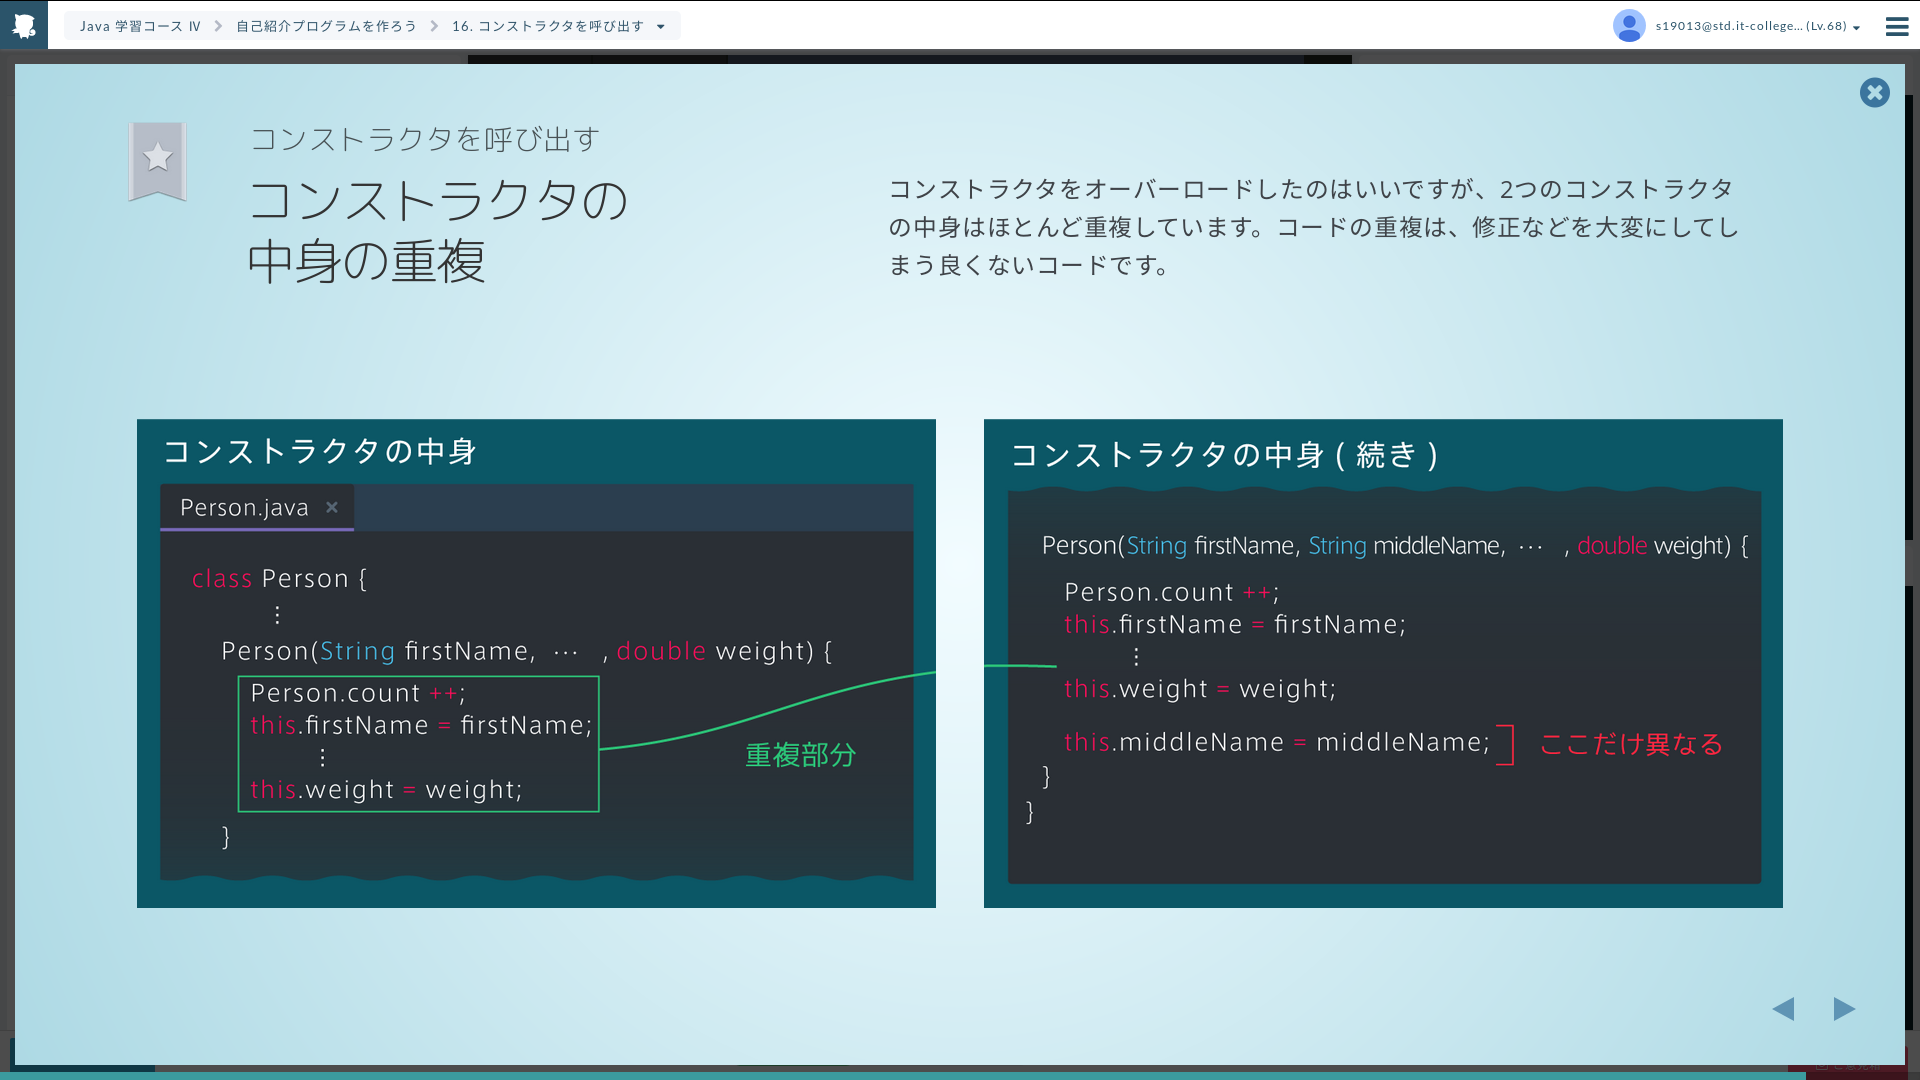 Java 学習コース Ⅳ
自己紹介プログラムを作ろう
16. コンストラクタを呼び出す
s19013@std.it-college... (Lv.68)
コンストラクタを呼び出す
コンストラクタの
中身の重複
コンストラクタをオーバーロードしたのはいいですが、2つのコンストラクタ
の中身はほとんど重複しています。コードの重複は、修正などを大変にしてし
まう良くないコードです。
コンストラクタの中身
Person.java ×
class Person {
⋮
Person(String firstName, … , double weight) {
Person.count ++;
this.firstName = firstName;
⋮
this.weight = weight;
}
重複部分
コンストラクタの中身 ( 続き )
Person(String firstName, String middleName, … , double weight) {
Person.count ++;
this.firstName = firstName;
⋮
this.weight = weight;
this.middleName = middleName;
ここだけ異なる
}
}